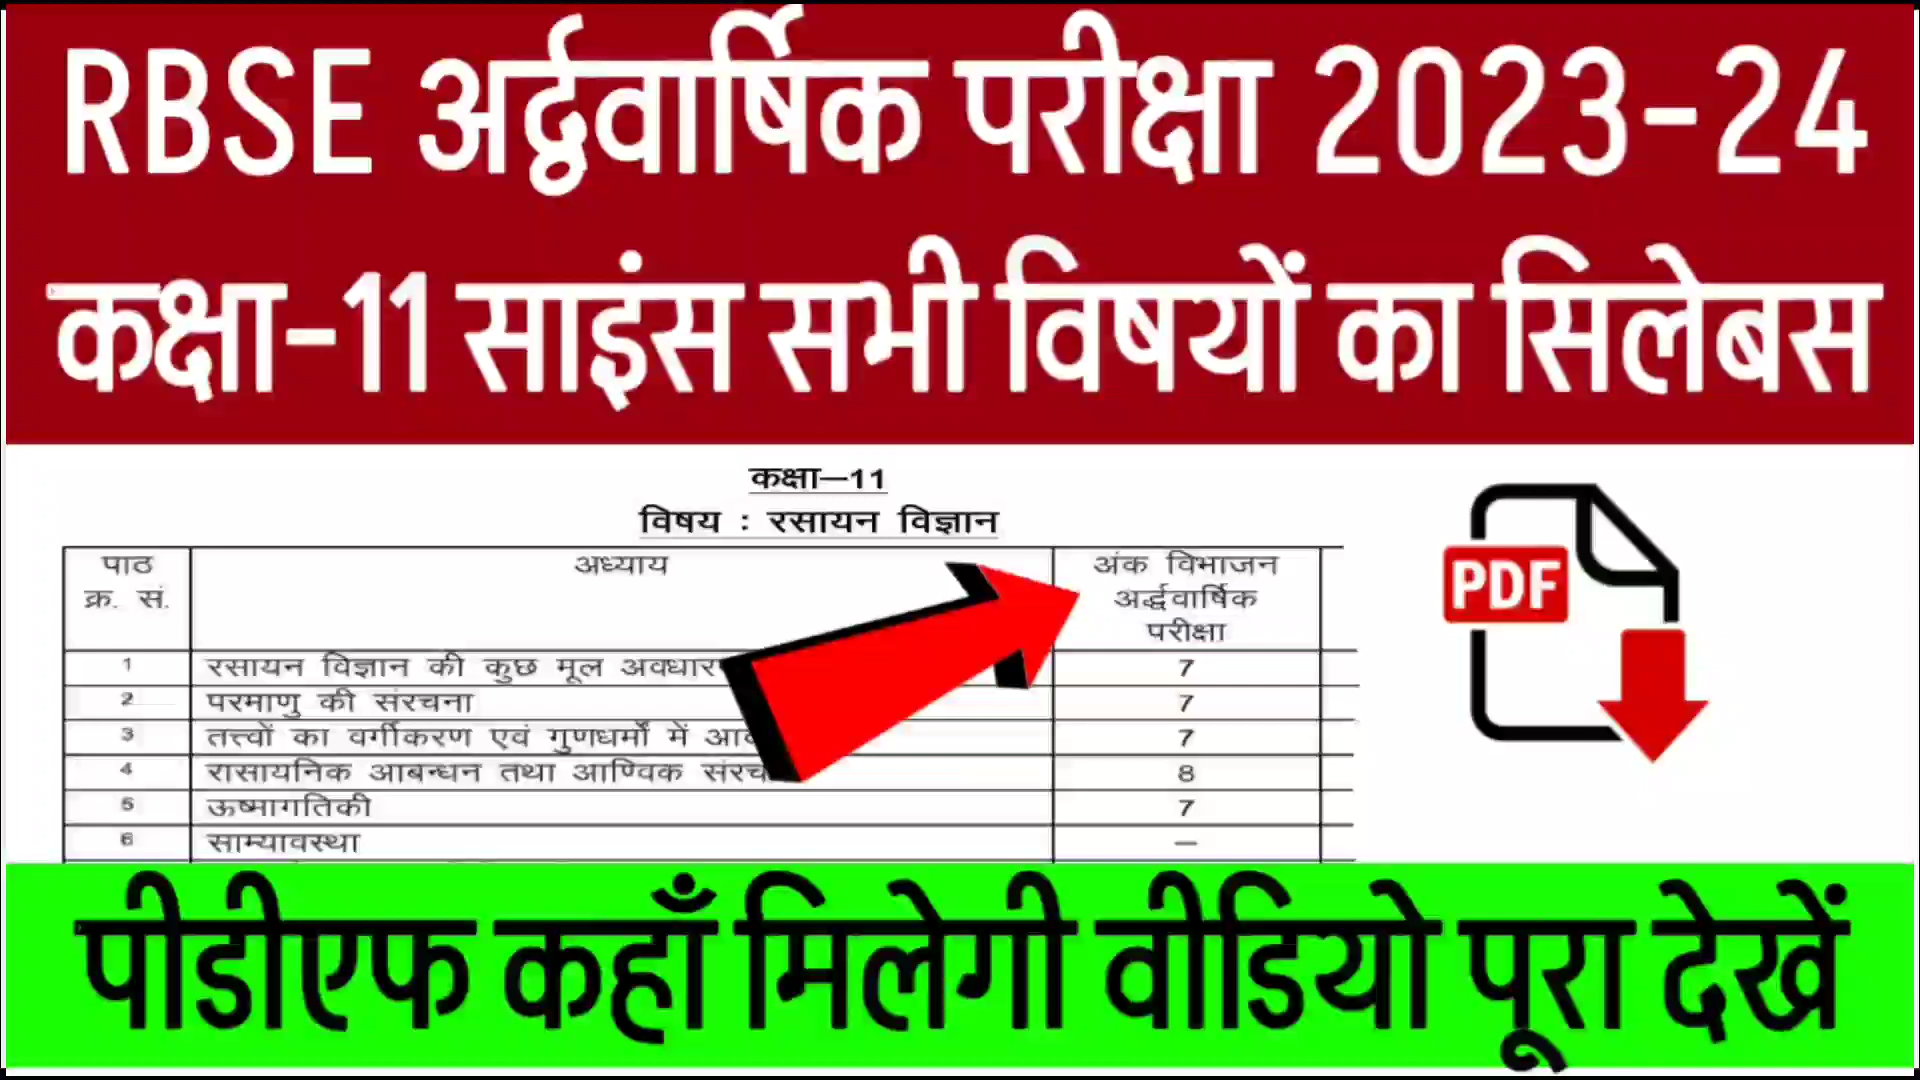 RBSE अर्द्ववार्षिक परीक्षा 2023-24
कक्षा-11 साइंस सभी विषयों का सिलेबस
कक्षा–11
विषय : रसायन विज्ञान
पाठ क्र. सं. अध्याय अंक विभाजन अर्द्धवार्षिक परीक्षा
1 रसायन विज्ञान की कुछ मूल 7
2 परमाणु की संरचना 7
3 तत्त्वों का वर्गीकरण एवं गुणधर्मों में 7
4 रासायनिक आबन्धन तथा आण्विक 8
5 ऊष्मागतिकी 7
6 साम्यावस्था –
PDF
पीडीएफ कहाँ मिलेगी वीडियो पूरा देखें